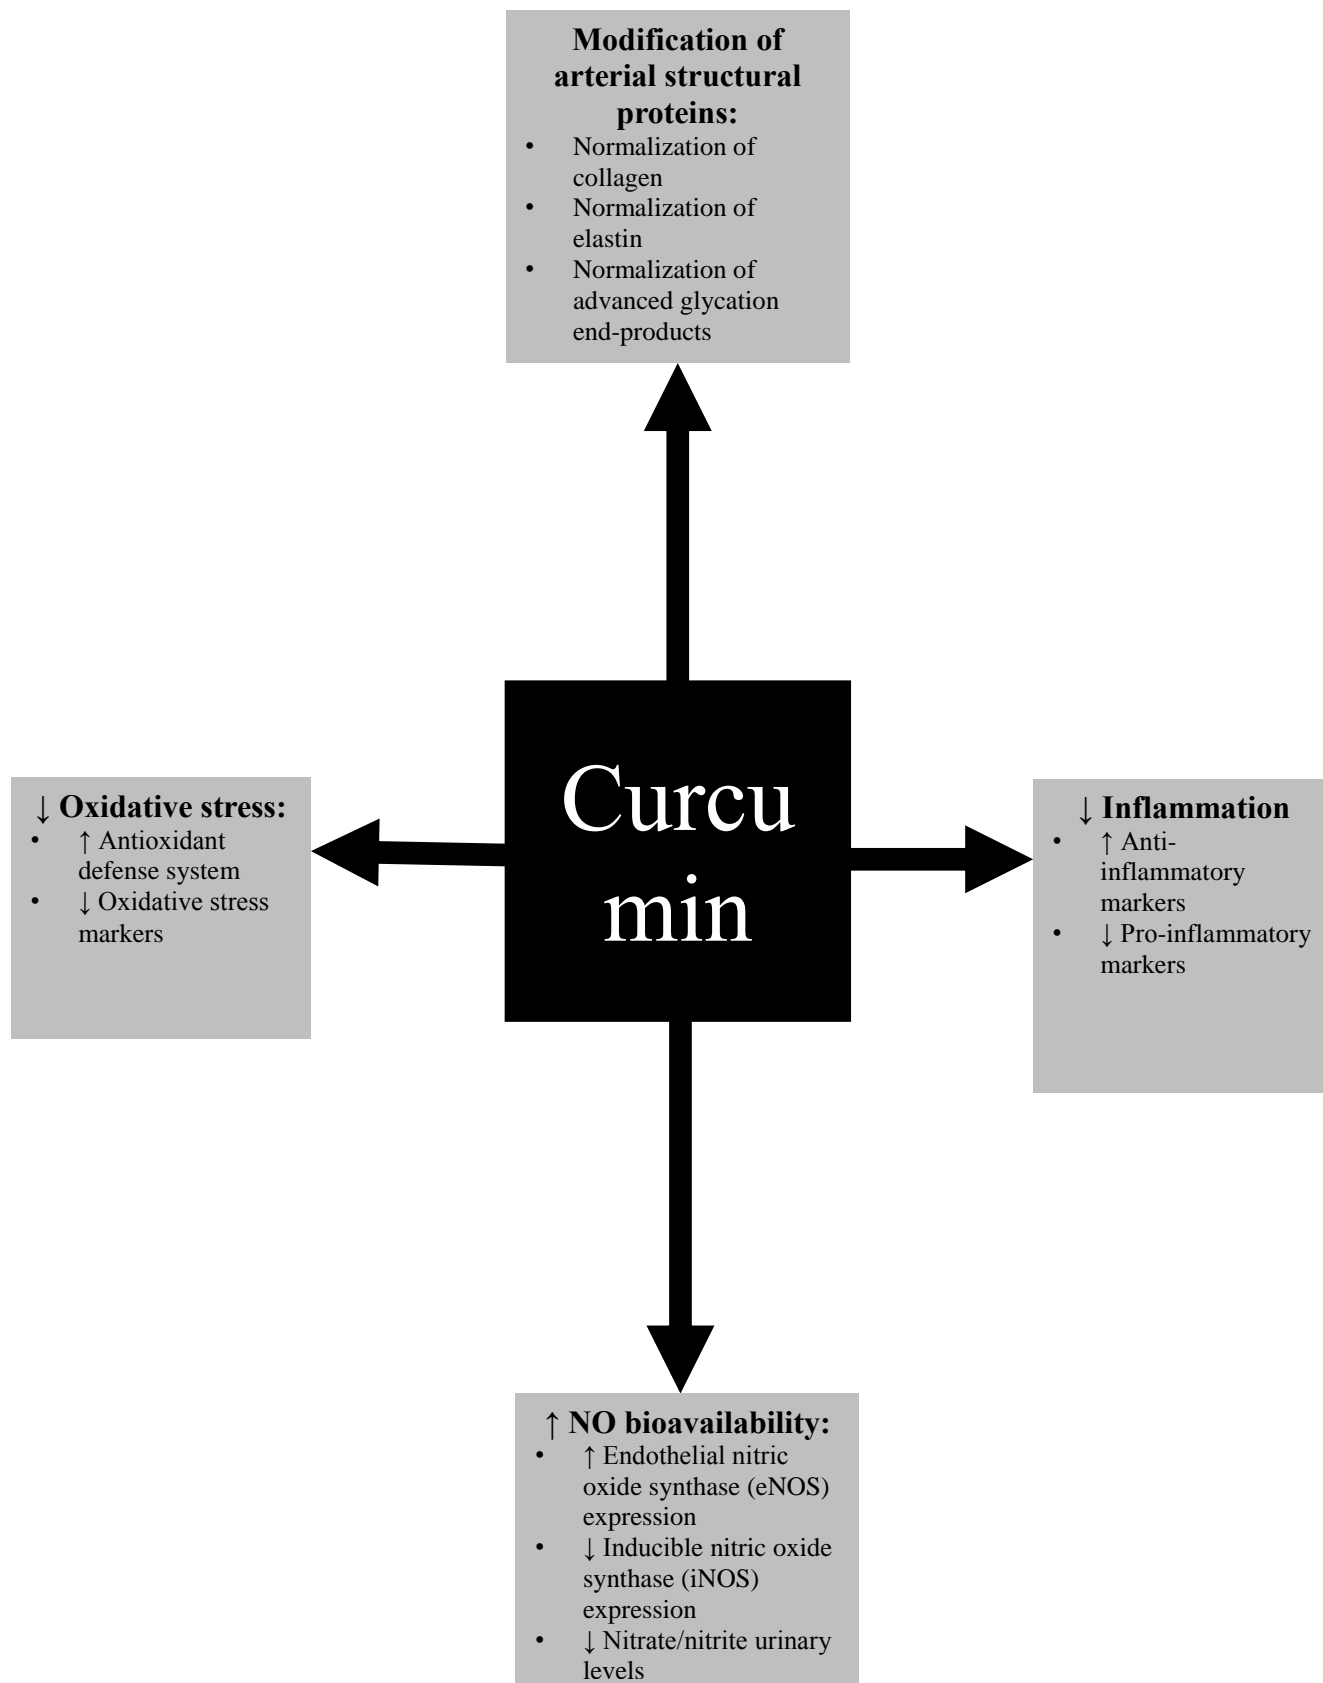 Modification of
arterial structural
proteins:
• Normalization of
collagen
• Normalization of
elastin
• Normalization of
advanced glycation
end-products
↓ Oxidative stress:
• ↑ Antioxidant
defense system
• ↓ Oxidative stress
markers
Curcu
min
↓ Inflammation
• ↑ Anti-
inflammatory
markers
• ↓ Pro-inflammatory
markers
↑ NO bioavailability:
• ↑ Endothelial nitric
oxide synthase (eNOS)
expression
• ↓ Inducible nitric oxide
synthase (iNOS)
expression
• ↓ Nitrate/nitrite urinary
levels